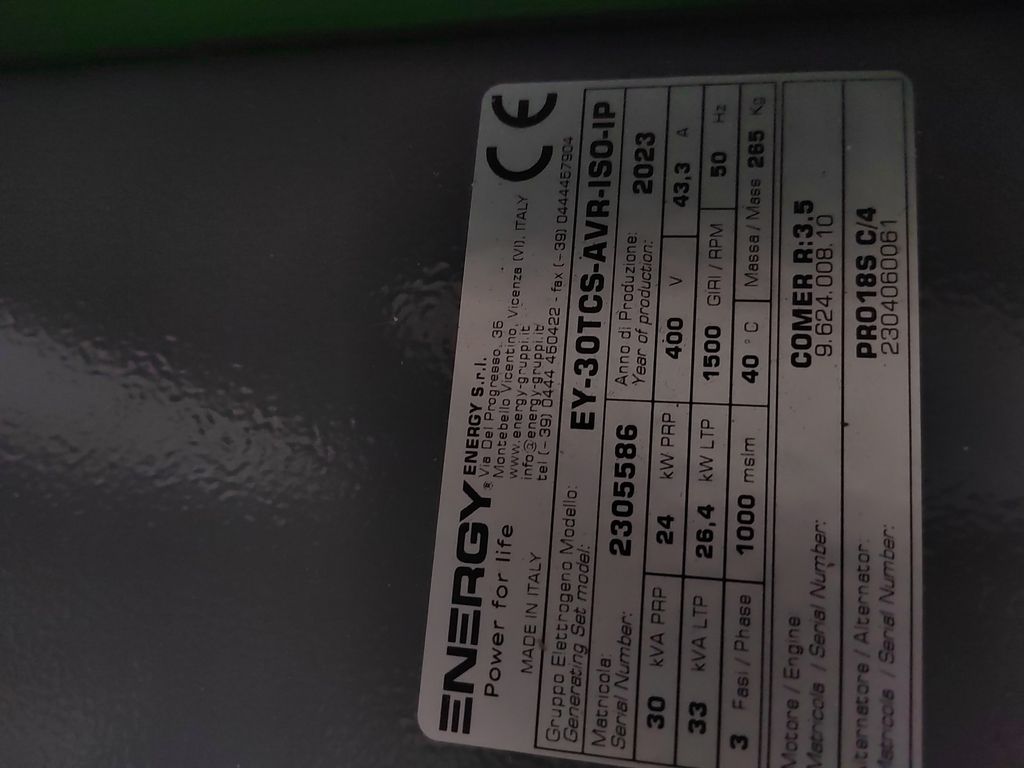 ENERGY
Power for life
MADE IN ITALY
® ENERGY S.r.l.
Via Del Progresso, 36
Montebello Vicentino, Vicenza (VI), ITALY
www.energy-gruppi.it
info@energy-gruppi.it
tel (-39) 0444 450422 - fax (-39) 0444457904
CE
Gruppo Elettrogeno Modello:
Generating Set model:
EY-30TCS-AVR-ISO-IP
Matricola:
Serial Number:
2305586
Anno di Produzione:
Year of production:
2023
30 kVA PRP 24 kW PRP 400 V 43,3 A
33 kVA LTP 26,4 kW LTP 1500 GIRI / RPM 50 Hz
3 Fasi / Phase 1000 mslm 40 °C Massa / Mass 265 Kg
Motore / Engine
Matricola / Serial Number:
COMER R:3,5
9.624.008.10
lternatore / Alternator:
Matricola / Serial Number:
PRO18S C/4
2304060061